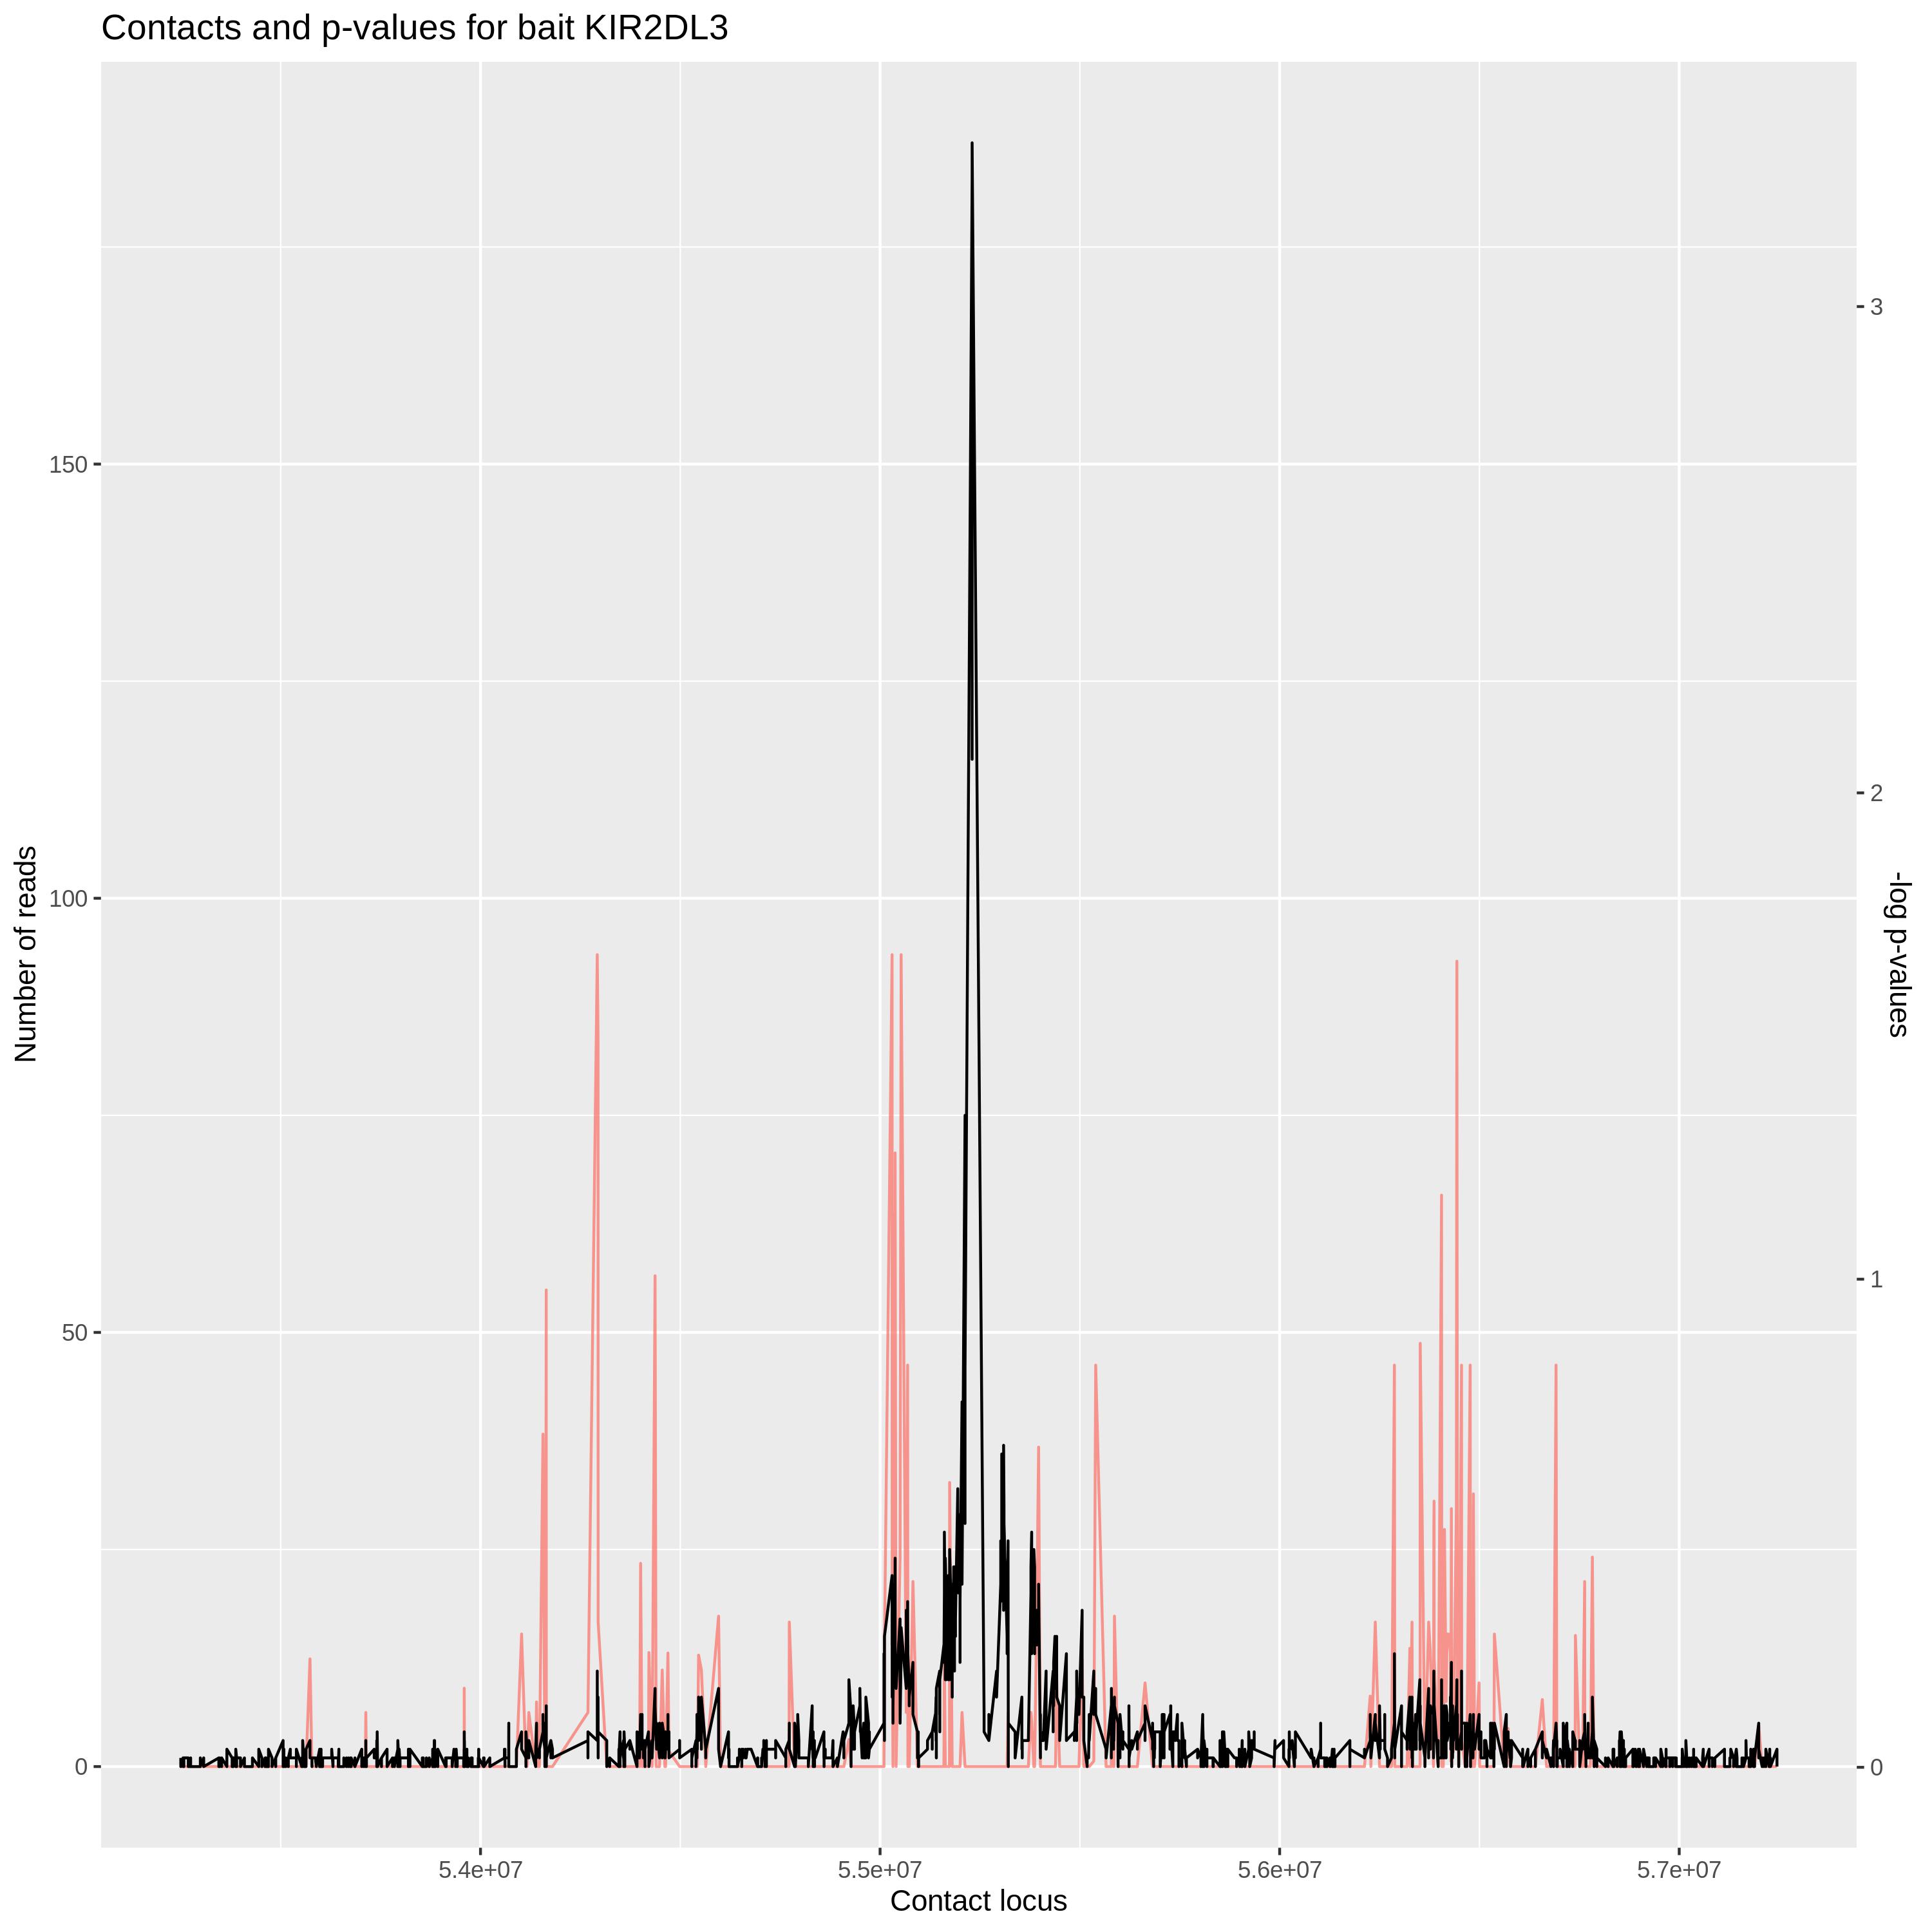 Contacts and p-values for bait KIR2DL3
Number of reads
150
100
50
0
3
2
1
0
-log p-values
5.4e+07
5.5e+07
5.6e+07
5.7e+07
Contact locus